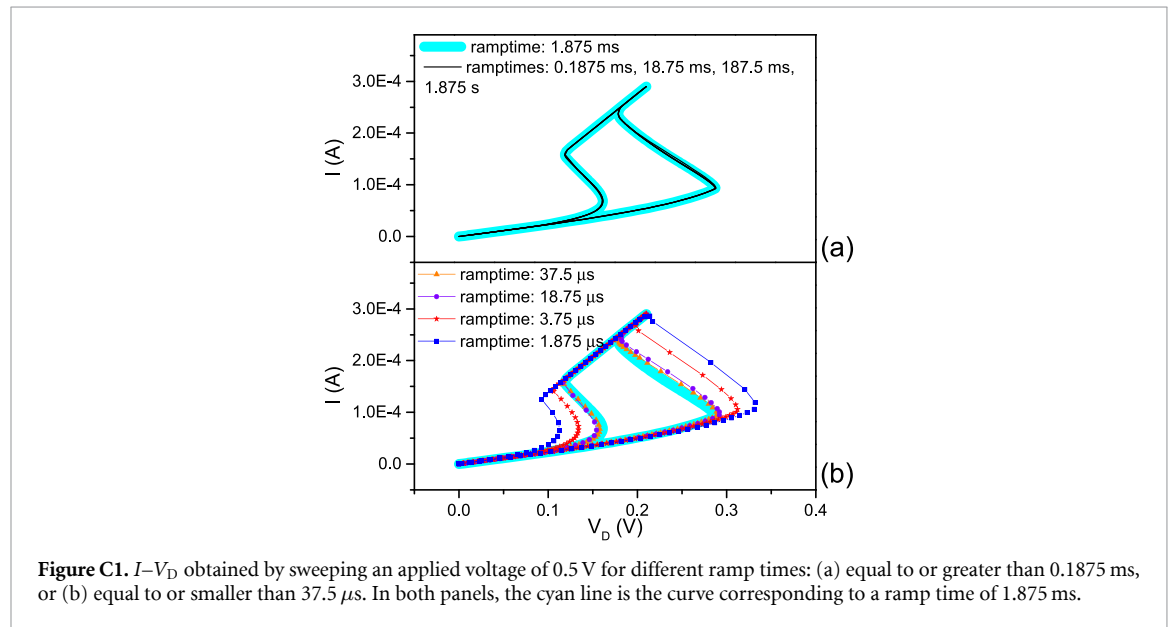 ramptime: 1.875 ms
ramptimes: 0.1875 ms, 18.75 ms, 187.5 ms,
1.875 s
3.0E-4
2.0E-4
1.0E-4
0.0
I (A)
(a)
ramptime: 37.5 µs
ramptime: 18.75 µs
ramptime: 3.75 µs
ramptime: 1.875 µs
3.0E-4
2.0E-4
1.0E-4
0.0
I (A)
(b)
0.0 0.1 0.2 0.3 0.4
V_D (V)
Figure C1. I–V_D obtained by sweeping an applied voltage of 0.5 V for different ramp times: (a) equal to or greater than 0.1875 ms,
or (b) equal to or smaller than 37.5 µs. In both panels, the cyan line is the curve corresponding to a ramp time of 1.875 ms.